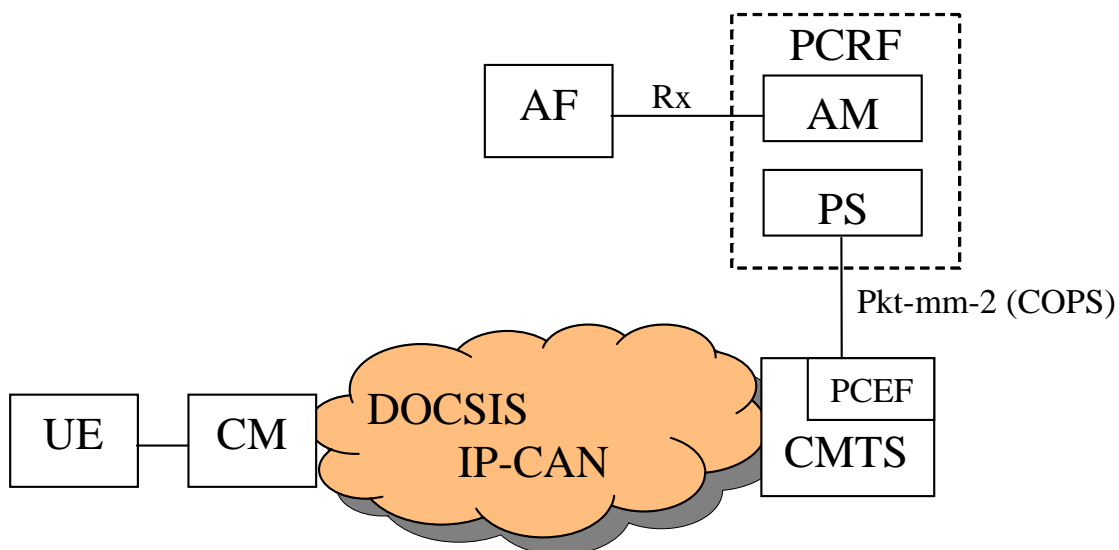 PCRF
AF
Rx
AM
PS
Pkt-mm-2 (COPS)
PCEF
DOCSIS
UE
CM
IP-CAN
CMTS